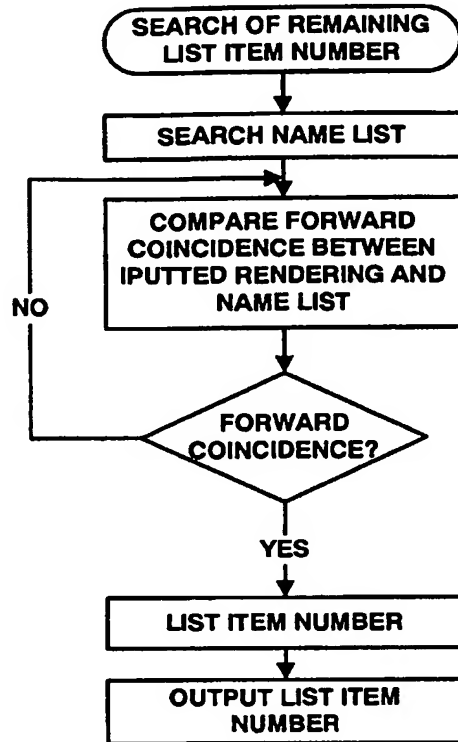 SEARCH OF REMAINING
LIST ITEM NUMBER
SEARCH NAME LIST
COMPARE FORWARD
COINCIDENCE BETWEEN
IPUTTED RENDERING AND
NAME LIST
NO
FORWARD
COINCIDENCE?
YES
LIST ITEM NUMBER
OUTPUT LIST ITEM
NUMBER